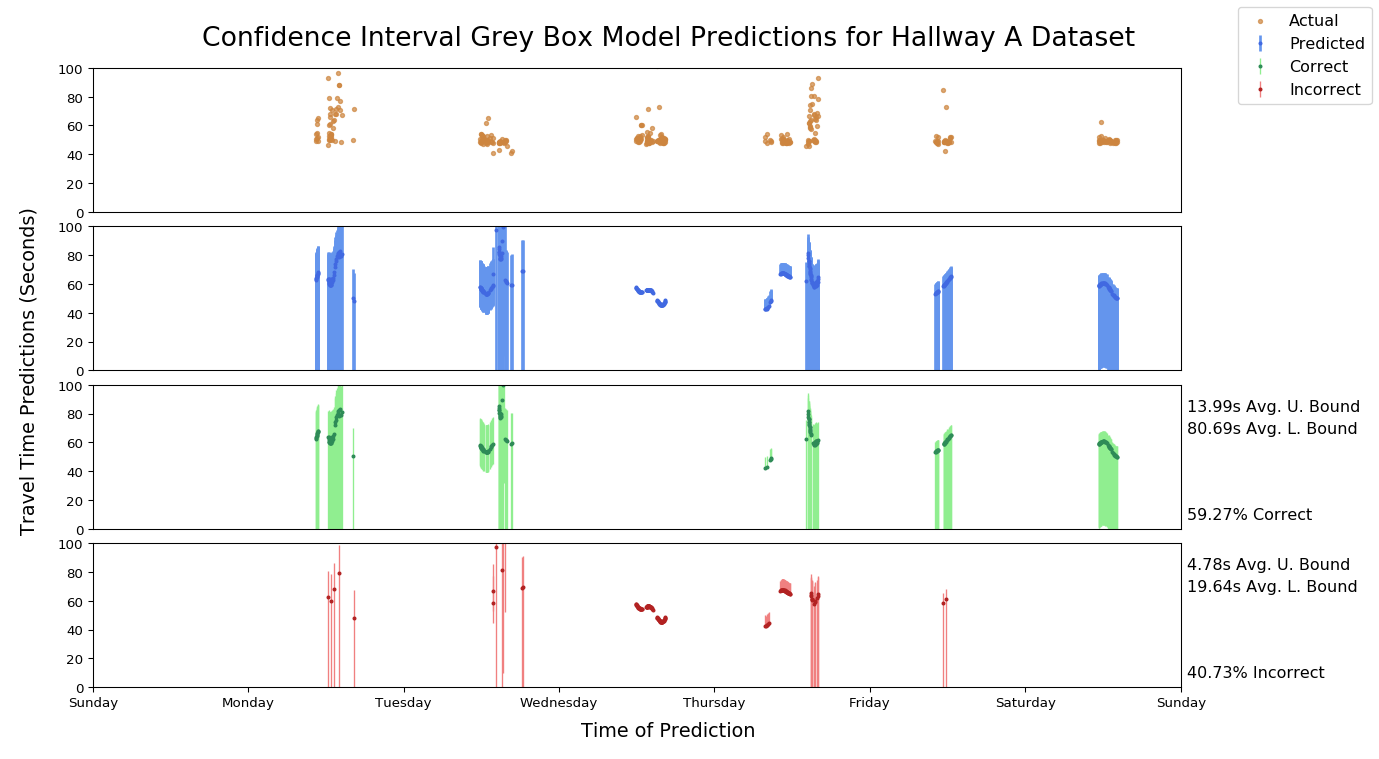 Confidence Interval Grey Box Model Predictions for Hallway A Dataset
Actual
Predicted
Correct
Incorrect
Travel Time Predictions (Seconds)
100
80
60
40
20
0
100
80
60
40
20
0
100
80
60
40
20
0
13.99s Avg. U. Bound
80.69s Avg. L. Bound
59.27% Correct
100
80
60
40
20
0
4.78s Avg. U. Bound
19.64s Avg. L. Bound
40.73% Incorrect
Sunday Monday Tuesday Wednesday Thursday Friday Saturday Sunday
Time of Prediction